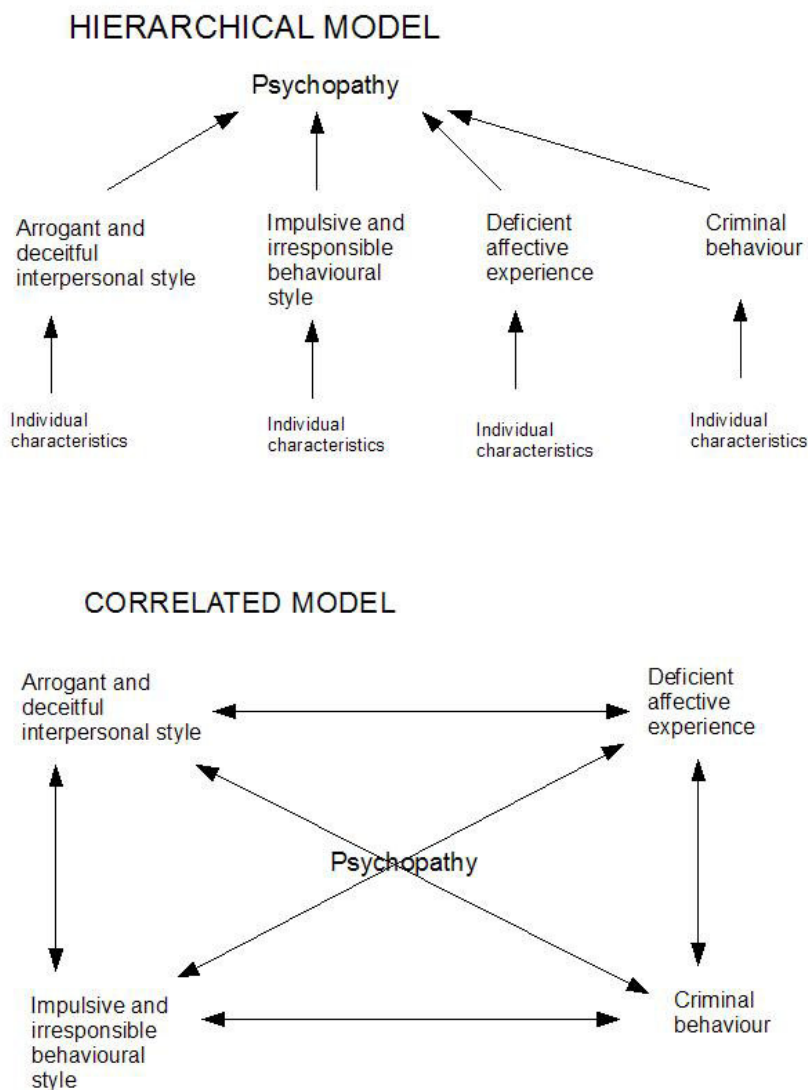 HIERARCHICAL MODEL
Psychopathy
Arrogant and
deceitful
interpersonal style
Impulsive and
irresponsible
behavioural
style
Deficient
affective
experience
Criminal
behaviour
Individual
characteristics
Individual
characteristics
Individual
characteristics
Individual
characteristics
CORRELATED MODEL
Arrogant and
deceitful
interpersonal style
Deficient
affective
experience
Psychopathy
Impulsive and
irresponsible
behavioural
style
Criminal
behaviour